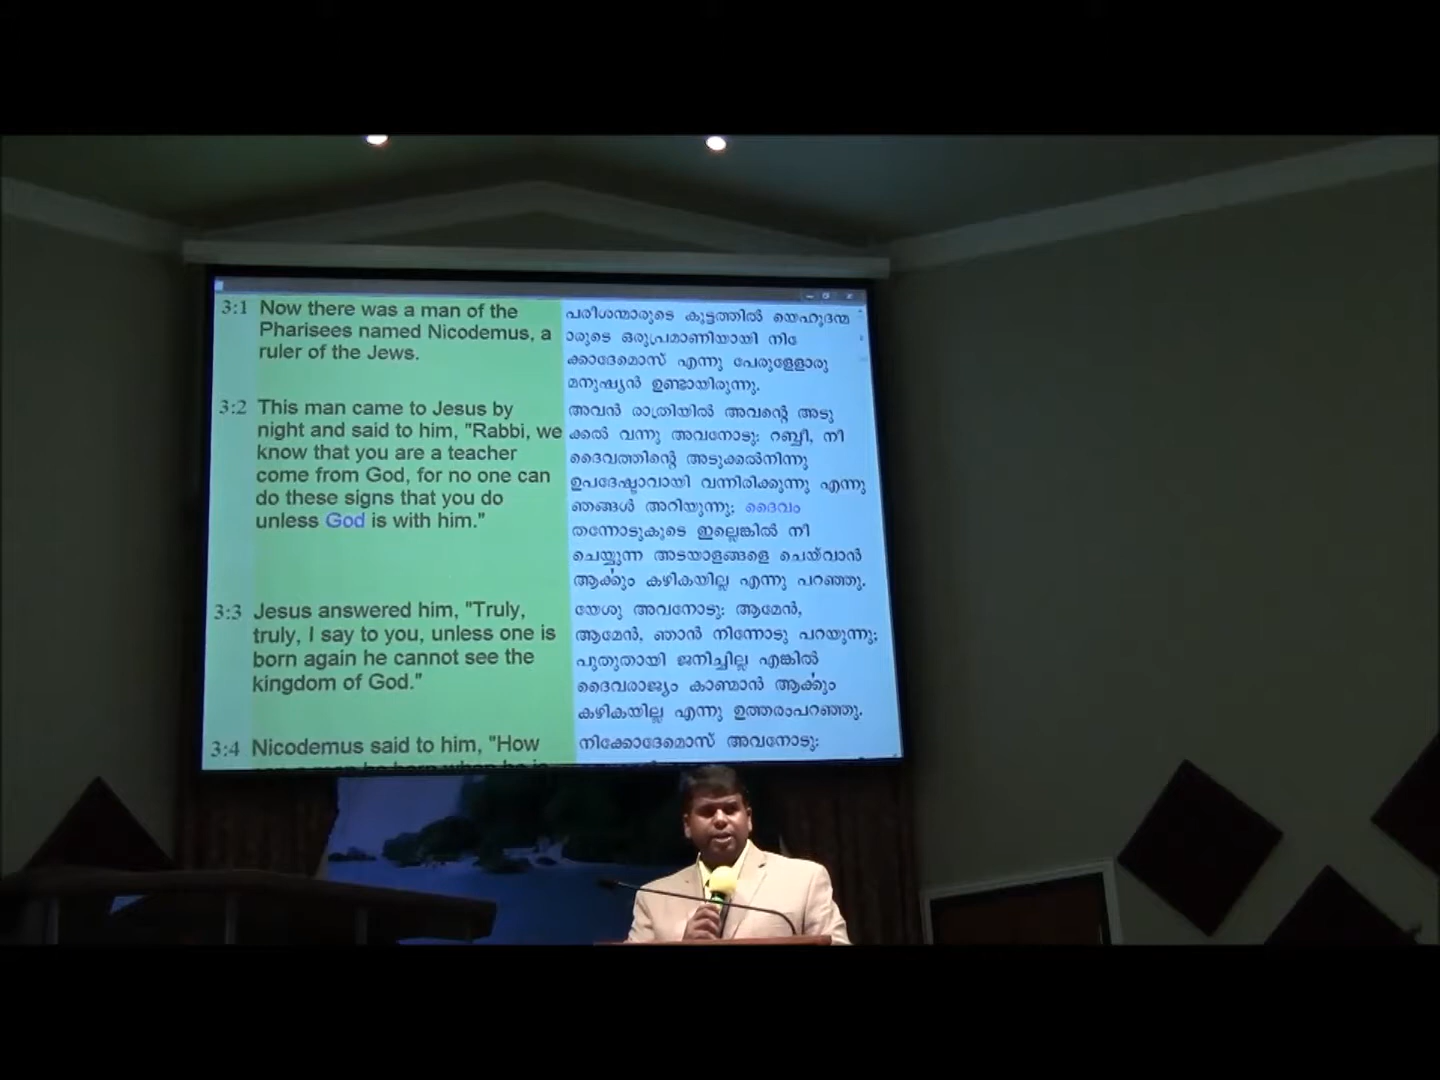 3:1 Now there was a man of the
Pharisees named Nicodemus, a
ruler of the Jews.
പരീശന്മാരുടെ കൂട്ടത്തിൽ യെഹൂദന്മ
ാരുടെ ഒരുപ്രമാണിയായി നിക
്കോദേമൊസ് എന്നു പേരുള്ളോരു
മനുഷ്യൻ ഉണ്ടായിരുന്നു.
3:2 This man came to Jesus by
night and said to him, "Rabbi, we
know that you are a teacher
come from God, for no one can
do these signs that you do
unless God is with him."
അവൻ രാത്രിയിൽ അവന്റെ അടു
ക്കൽ വന്നു അവനോടു: റബ്ബീ, നീ
ദൈവത്തിന്റെ അടുക്കൽനിന്നു
ഉപദേഷ്ടാവായി വന്നിരിക്കുന്നു എന്നു
ഞങ്ങൾ അറിയുന്നു; ദൈവം
തന്നോടുകൂടെ ഇല്ലെങ്കിൽ നീ
ചെയ്യുന്ന അടയാളങ്ങളെ ചെയ്‌വാൻ
ആർക്കും കഴികയില്ല എന്നു പറഞ്ഞു.
3:3 Jesus answered him, "Truly,
truly, I say to you, unless one is
born again he cannot see the
kingdom of God."
യേശു അവനോടു: ആമേൻ,
ആമേൻ, ഞാൻ നിന്നോടു പറയുന്നു;
പുതുതായി ജനിച്ചില്ല എങ്കിൽ
ദൈവരാജ്യം കാണ്മാൻ ആർക്കും
കഴികയില്ല എന്നു ഉത്തരംപറഞ്ഞു.
3:4 Nicodemus said to him, "How
നിക്കോദേമൊസ് അവനോടു: